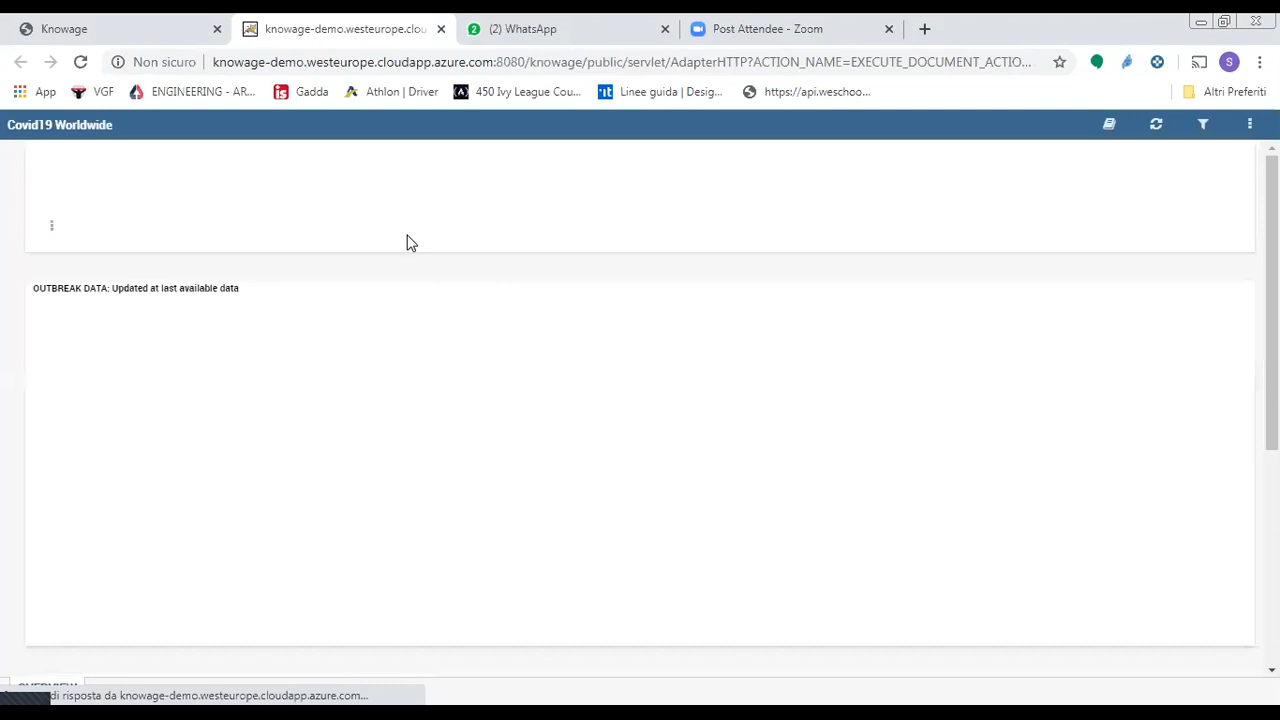 Knowage
knowage-demo.westeurope.clou
(2) WhatsApp
Post Attendee - Zoom
Non sicuro
knowage-demo.westeurope.cloudapp.azure.com:8080/knowage/public/servlet/AdapterHTTP?ACTION_NAME=EXECUTE_DOCUMENT_ACTIO...
S
App
VGF
ENGINEERING - AR...
Gadda
Athlon | Driver
450 Ivy League Cou...
Linee guida | Desig...
https://api.weschoo...
Altri Preferiti
Covid19 Worldwide
OUTBREAK DATA: Updated at last available data
OVERVIEW
di risposta da knowage-demo.westeurope.cloudapp.azure.com...